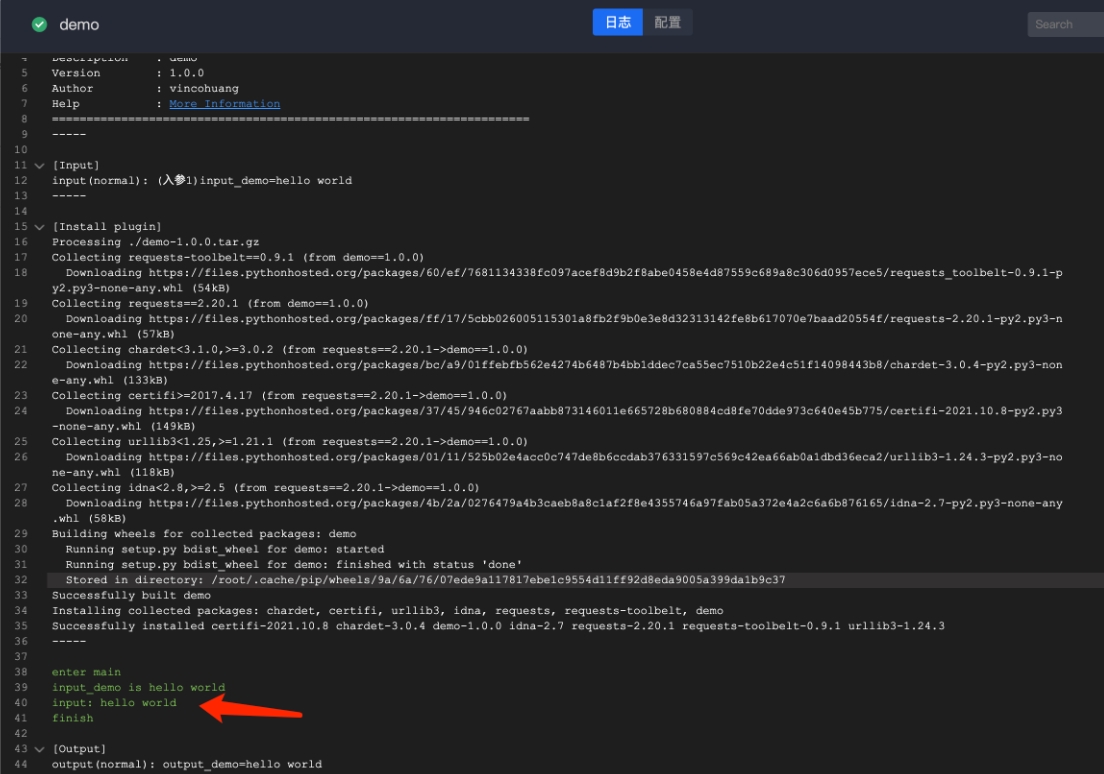 demo
日志 配置
Search
4 Description : demo
5 Version : 1.0.0
6 Author : vincohuang
7 Help : More Information
8 =====================================================================
9 -----
10
11 [Input]
12 input(normal): (入参1)input_demo=hello world
13 -----
14
15 [Install plugin]
16 Processing ./demo-1.0.0.tar.gz
17 Collecting requests-toolbelt==0.9.1 (from demo==1.0.0)
18 Downloading https://files.pythonhosted.org/packages/60/ef/7681134338fc097acef8d9b2f8abe0458e4d87559c689a8c306d0957ece5/requests_toolbelt-0.9.1-p
y2.py3-none-any.whl (54kB)
19 Collecting requests==2.20.1 (from demo==1.0.0)
20 Downloading https://files.pythonhosted.org/packages/ff/17/5cbb026005115301a8fb2f9b0e3e8d32313142fe8b617070e7baad20554f/requests-2.20.1-py2.py3-n
one-any.whl (57kB)
21 Collecting chardet<3.1.0,>=3.0.2 (from requests==2.20.1->demo==1.0.0)
22 Downloading https://files.pythonhosted.org/packages/bc/a9/01ffebfb562e4274b6487b4bb1ddec7ca55ec7510b22e4c51f14098443b8/chardet-3.0.4-py2.py3-non
e-any.whl (133kB)
23 Collecting certifi>=2017.4.17 (from requests==2.20.1->demo==1.0.0)
24 Downloading https://files.pythonhosted.org/packages/37/45/946c02767aabb873146011e665728b680884cd8fe70dde973c640e45b775/certifi-2021.10.8-py2.py3
-none-any.whl (149kB)
25 Collecting urllib3<1.25,>=1.21.1 (from requests==2.20.1->demo==1.0.0)
26 Downloading https://files.pythonhosted.org/packages/01/11/525b02e4acc0c747de8b6ccdab376331597c569c42ea66ab0a1dbd36eca2/urllib3-1.24.3-py2.py3-no
ne-any.whl (118kB)
27 Collecting idna<2.8,>=2.5 (from requests==2.20.1->demo==1.0.0)
28 Downloading https://files.pythonhosted.org/packages/4b/2a/0276479a4b3caeb8a8c1af2f8e4355746a97fab05a372e4a2c6a6b876165/idna-2.7-py2.py3-none-any
.whl (58kB)
29 Building wheels for collected packages: demo
30 Running setup.py bdist_wheel for demo: started
31 Running setup.py bdist_wheel for demo: finished with status 'done'
32 Stored in directory: /root/.cache/pip/wheels/9a/6a/76/07ede9a117817ebe1c9554d11ff92d8eda9005a399da1b9c37
33 Successfully built demo
34 Installing collected packages: chardet, certifi, urllib3, idna, requests, requests-toolbelt, demo
35 Successfully installed certifi-2021.10.8 chardet-3.0.4 demo-1.0.0 idna-2.7 requests-2.20.1 requests-toolbelt-0.9.1 urllib3-1.24.3
36 -----
37
38 enter main
39 input_demo is hello world
40 input: hello world
41 finish
42
43 [Output]
44 output(normal): output_demo=hello world